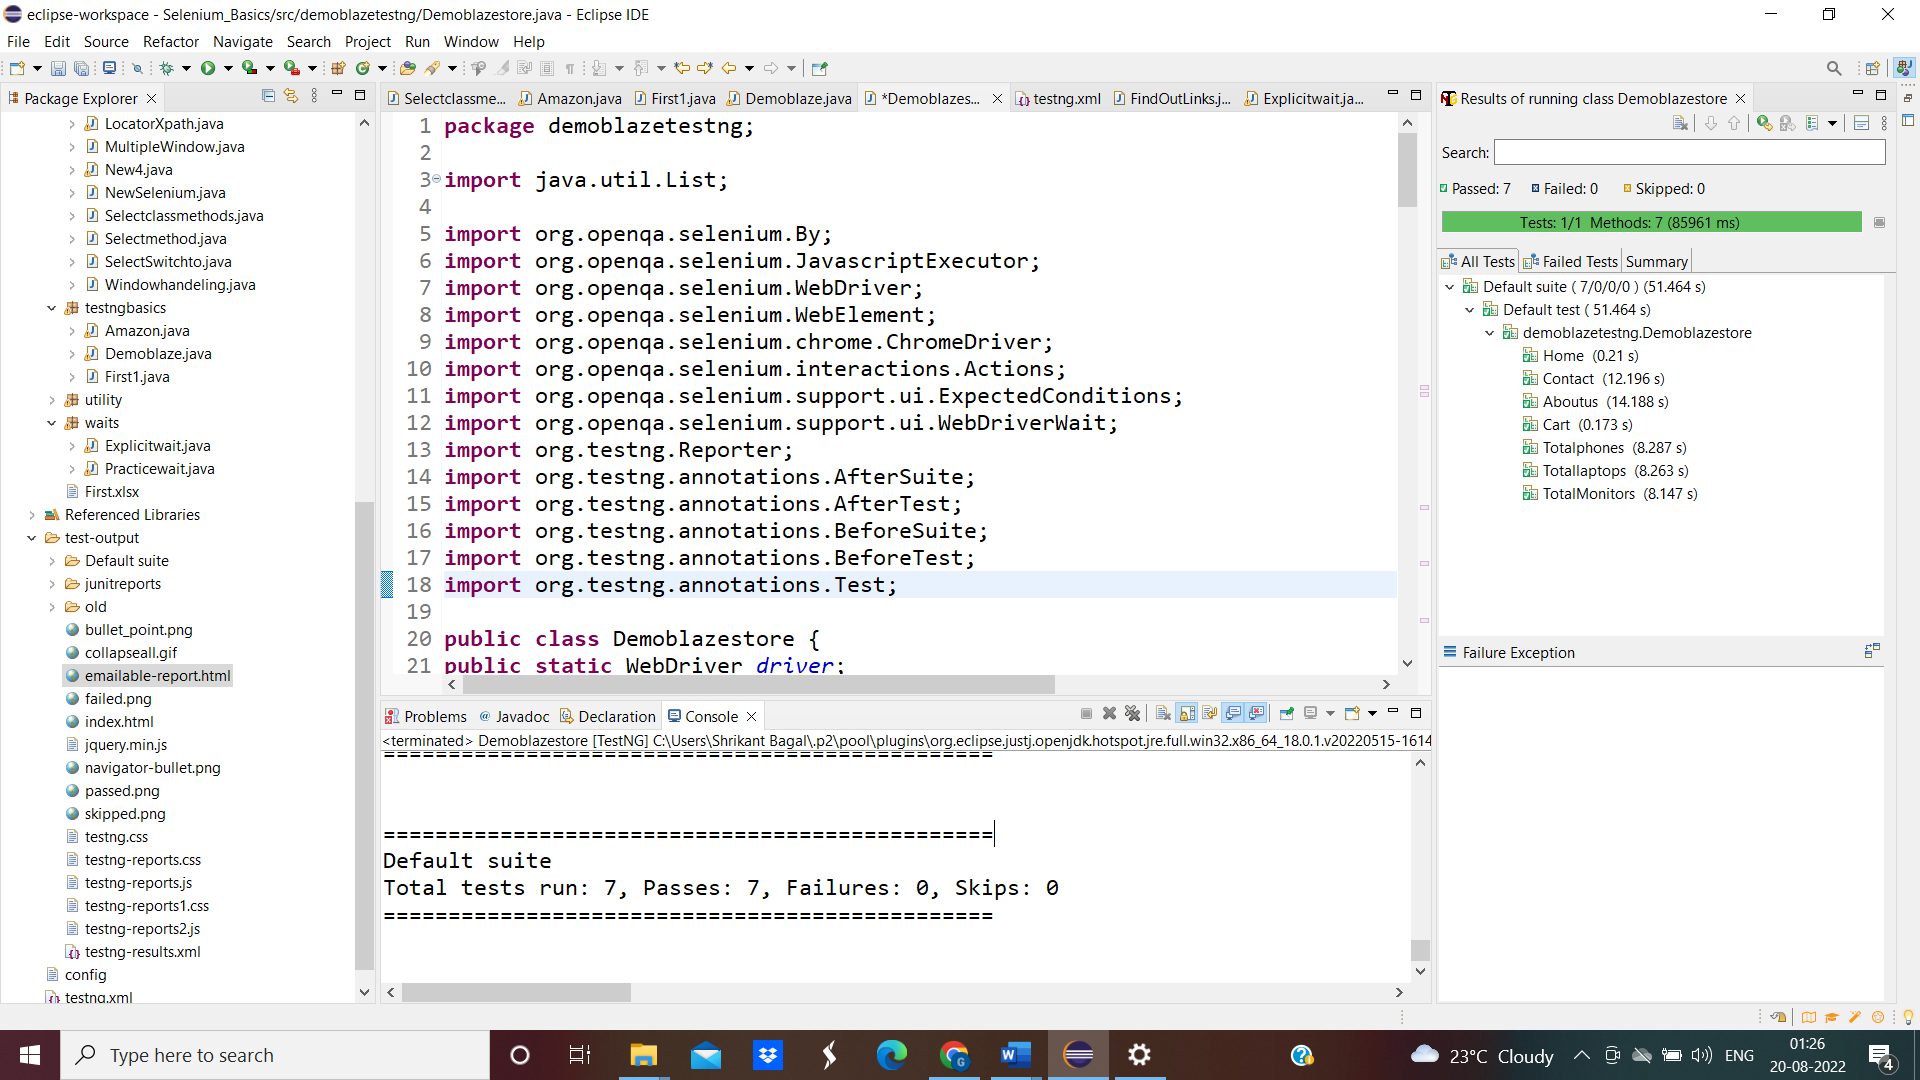 eclipse-workspace - Selenium_Basics/src/demoblazetestng/Demoblazestore.java - Eclipse IDE
File Edit Source Refactor Navigate Search Project Run Window Help
Package Explorer
LocatorXpath.java
MultipleWindow.java
New4.java
NewSelenium.java
Selectclassmethods.java
Selectmethod.java
SelectSwitchto.java
Windowhandeling.java
testngbasics
Amazon.java
Demoblaze.java
First1.java
utility
waits
Explicitwait.java
Practicewait.java
First.xlsx
Referenced Libraries
test-output
Default suite
junitreports
old
bullet_point.png
collapseall.gif
emailable-report.html
failed.png
index.html
jquery.min.js
navigator-bullet.png
passed.png
skipped.png
testng.css
testng-reports.css
testng-reports.js
testng-reports1.css
testng-reports2.js
testng-results.xml
config
testng.xml
Selectclassme... Amazon.java First1.java Demoblaze.java *Demoblazes... testng.xml FindOutLinks.j... Explicitwait.ja...
1 package demoblazetestng;
2
3 import java.util.List;
4
5 import org.openqa.selenium.By;
6 import org.openqa.selenium.JavascriptExecutor;
7 import org.openqa.selenium.WebDriver;
8 import org.openqa.selenium.WebElement;
9 import org.openqa.selenium.chrome.ChromeDriver;
10 import org.openqa.selenium.interactions.Actions;
11 import org.openqa.selenium.support.ui.ExpectedConditions;
12 import org.openqa.selenium.support.ui.WebDriverWait;
13 import org.testng.Reporter;
14 import org.testng.annotations.AfterSuite;
15 import org.testng.annotations.AfterTest;
16 import org.testng.annotations.BeforeSuite;
17 import org.testng.annotations.BeforeTest;
18 import org.testng.annotations.Test;
19
20 public class Demoblazestore {
21 public static WebDriver driver;
Problems @ Javadoc Declaration Console
<terminated> Demoblazestore [TestNG] C:\Users\Shrikant Bagal\.p2\pool\plugins\org.eclipse.justj.openjdk.hotspot.jre.full.win32.x86_64_18.0.1.v20220515-1614
===============================================
===============================================
Default suite
Total tests run: 7, Passes: 7, Failures: 0, Skips: 0
===============================================
Results of running class Demoblazestore
Search:
Passed: 7 Failed: 0 Skipped: 0
Tests: 1/1 Methods: 7 (85961 ms)
All Tests Failed Tests Summary
Default suite ( 7/0/0/0 ) (51.464 s)
Default test ( 51.464 s)
demoblazetestng.Demoblazestore
Home (0.21 s)
Contact (12.196 s)
Aboutus (14.188 s)
Cart (0.173 s)
Totalphones (8.287 s)
Totallaptops (8.263 s)
TotalMonitors (8.147 s)
Failure Exception
Type here to search
23°C Cloudy
ENG
01:26
20-08-2022
4